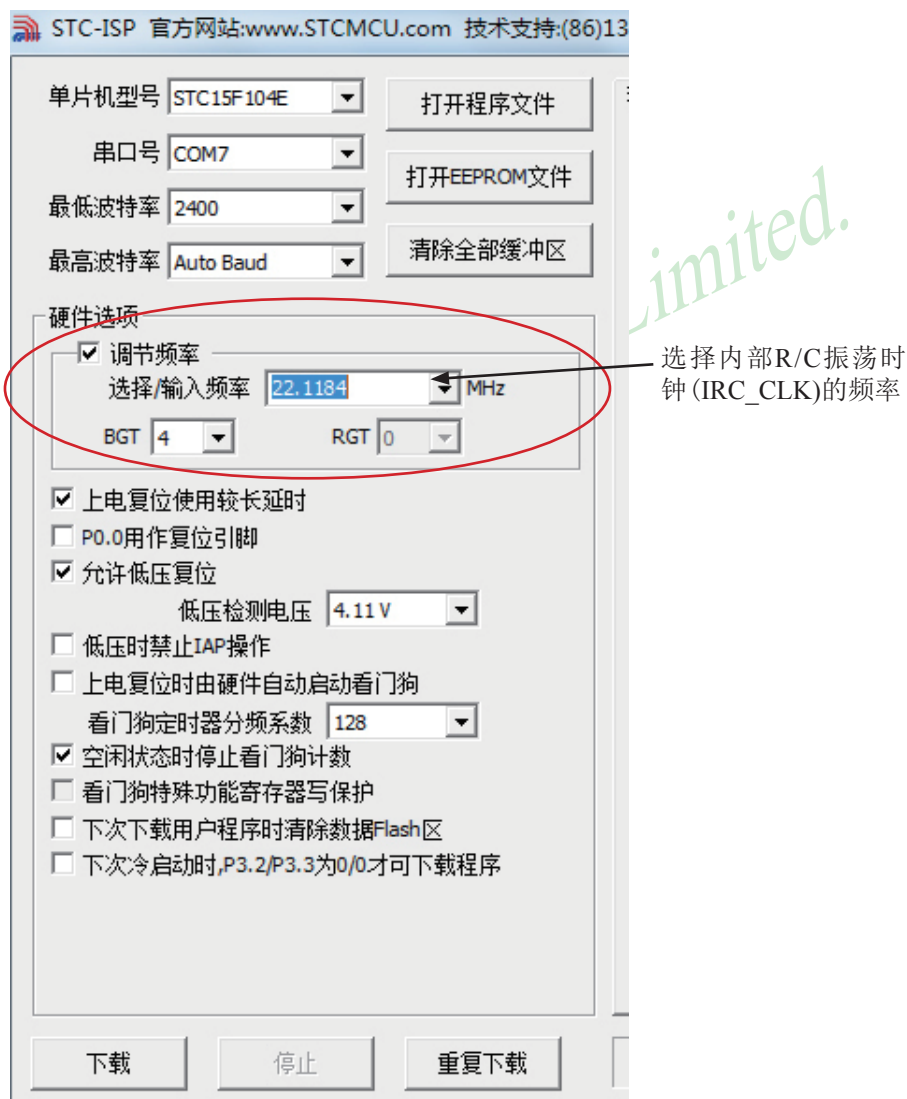 STC-ISP 官方网站:www.STCMCU.com 技术支持:(86)13
单片机型号 STC15F104E 打开程序文件
串口号 COM7 打开EEPROM文件
最低波特率 2400
最高波特率 Auto Baud 清除全部缓冲区
Limited.
硬件选项
调节频率
选择/输入频率 22.1184 MHz
选择内部R/C振荡时
钟(IRC_CLK)的频率
BGT 4 RGT 0
上电复位使用较长延时
P0.0用作复位引脚
允许低压复位
低压检测电压 4.11 V
低压时禁止IAP操作
上电复位时由硬件自动启动看门狗
看门狗定时器分频系数 128
空闲状态时停止看门狗计数
看门狗特殊功能寄存器写保护
下次下载用户程序时清除数据Flash区
下次冷启动时,P3.2/P3.3为0/0才可下载程序
下载 停止 重复下载